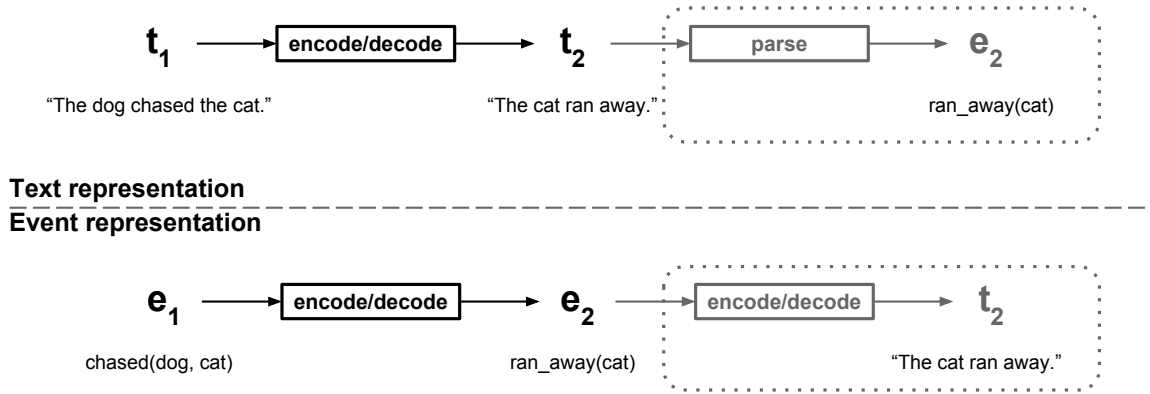 t1 encode/decode t2 parse e2
“The dog chased the cat.” “The cat ran away.” ran_away(cat)
Text representation
Event representation
e1 encode/decode e2 encode/decode t2
chased(dog, cat) ran_away(cat) “The cat ran away.”